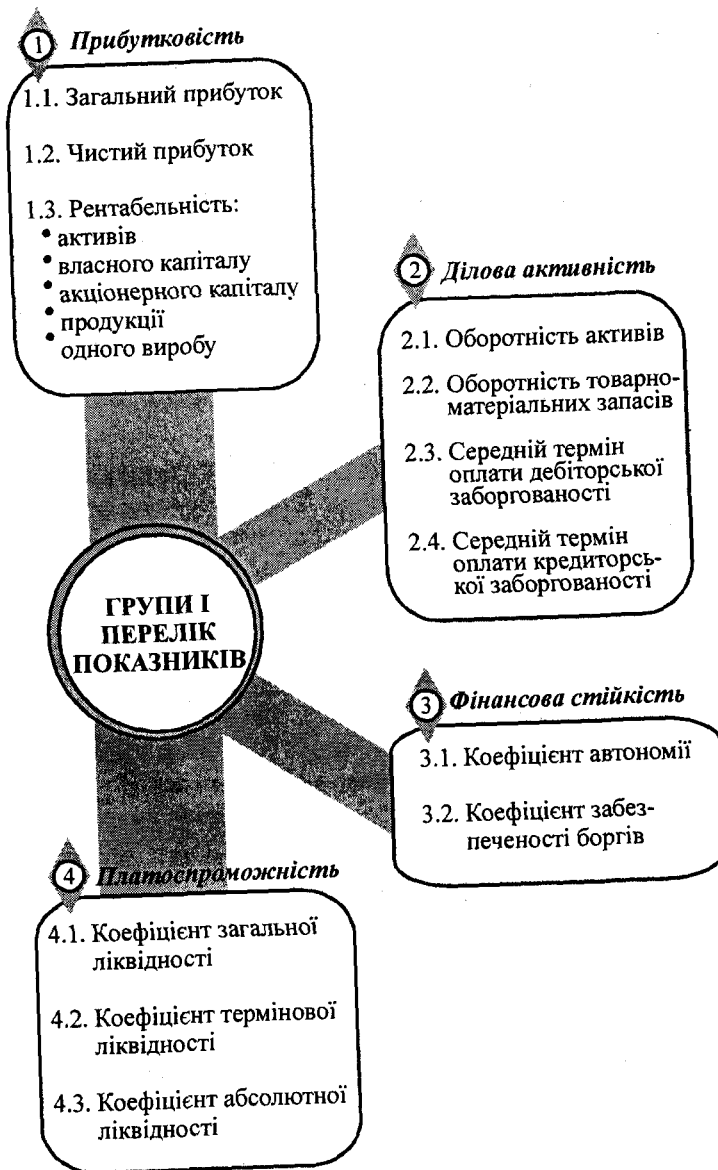 1 Прибутковість
1.1. Загальний прибуток
1.2. Чистий прибуток
1.3. Рентабельність:
• активів
• власного капіталу
• акціонерного капіталу
• продукції
• одного виробу
2 Ділова активність
2.1. Оборотність активів
2.2. Оборотність товарно-
матеріальних запасів
2.3. Середній термін
оплати дебіторської
заборгованості
2.4. Середній термін
оплати кредиторсь-
кої заборгованості
ГРУПИ І
ПЕРЕЛІК
ПОКАЗНИКІВ
3 Фінансова стійкість
3.1. Коефіцієнт автономії
3.2. Коефіцієнт забез-
печеності боргів
4 Платоспроможність
4.1. Коефіцієнт загальної
ліквідності
4.2. Коефіцієнт термінової
ліквідності
4.3. Коефіцієнт абсолютної
ліквідності